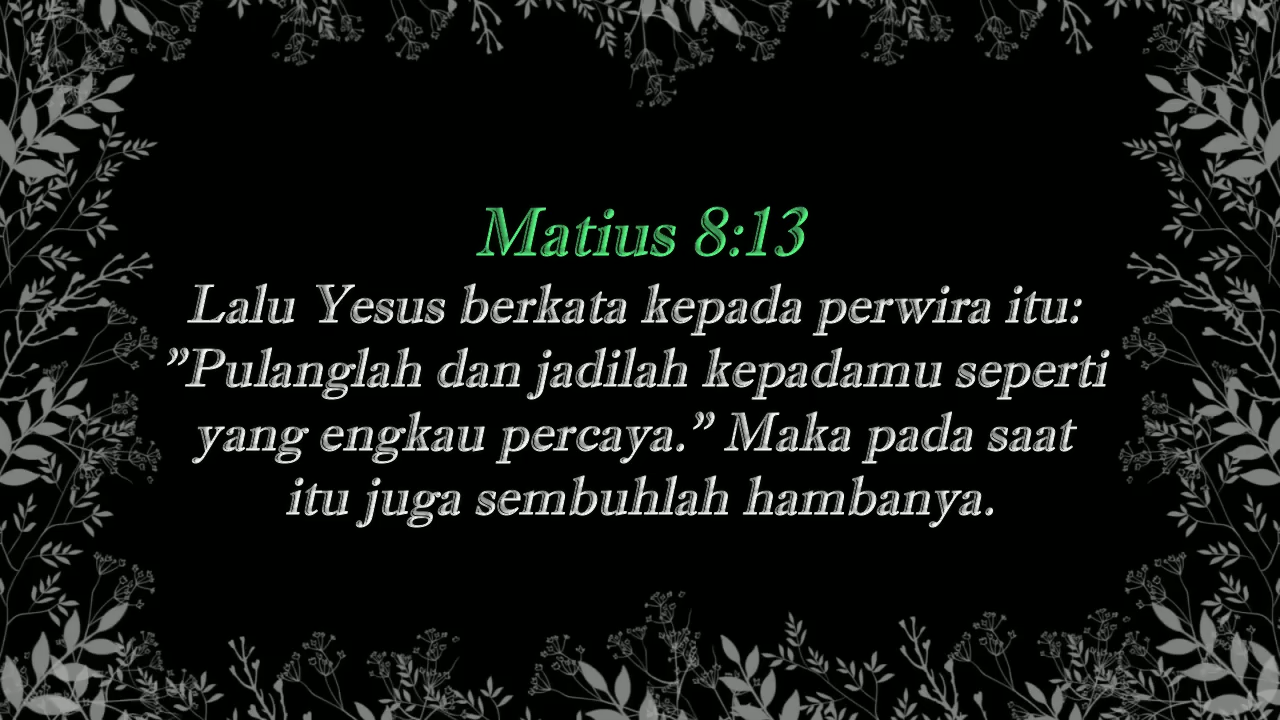 Matius 8:13
Lalu Yesus berkata kepada perwira itu:
”Pulanglah dan jadilah kepadamu seperti
yang engkau percaya.” Maka pada saat
itu juga sembuhlah hambanya.